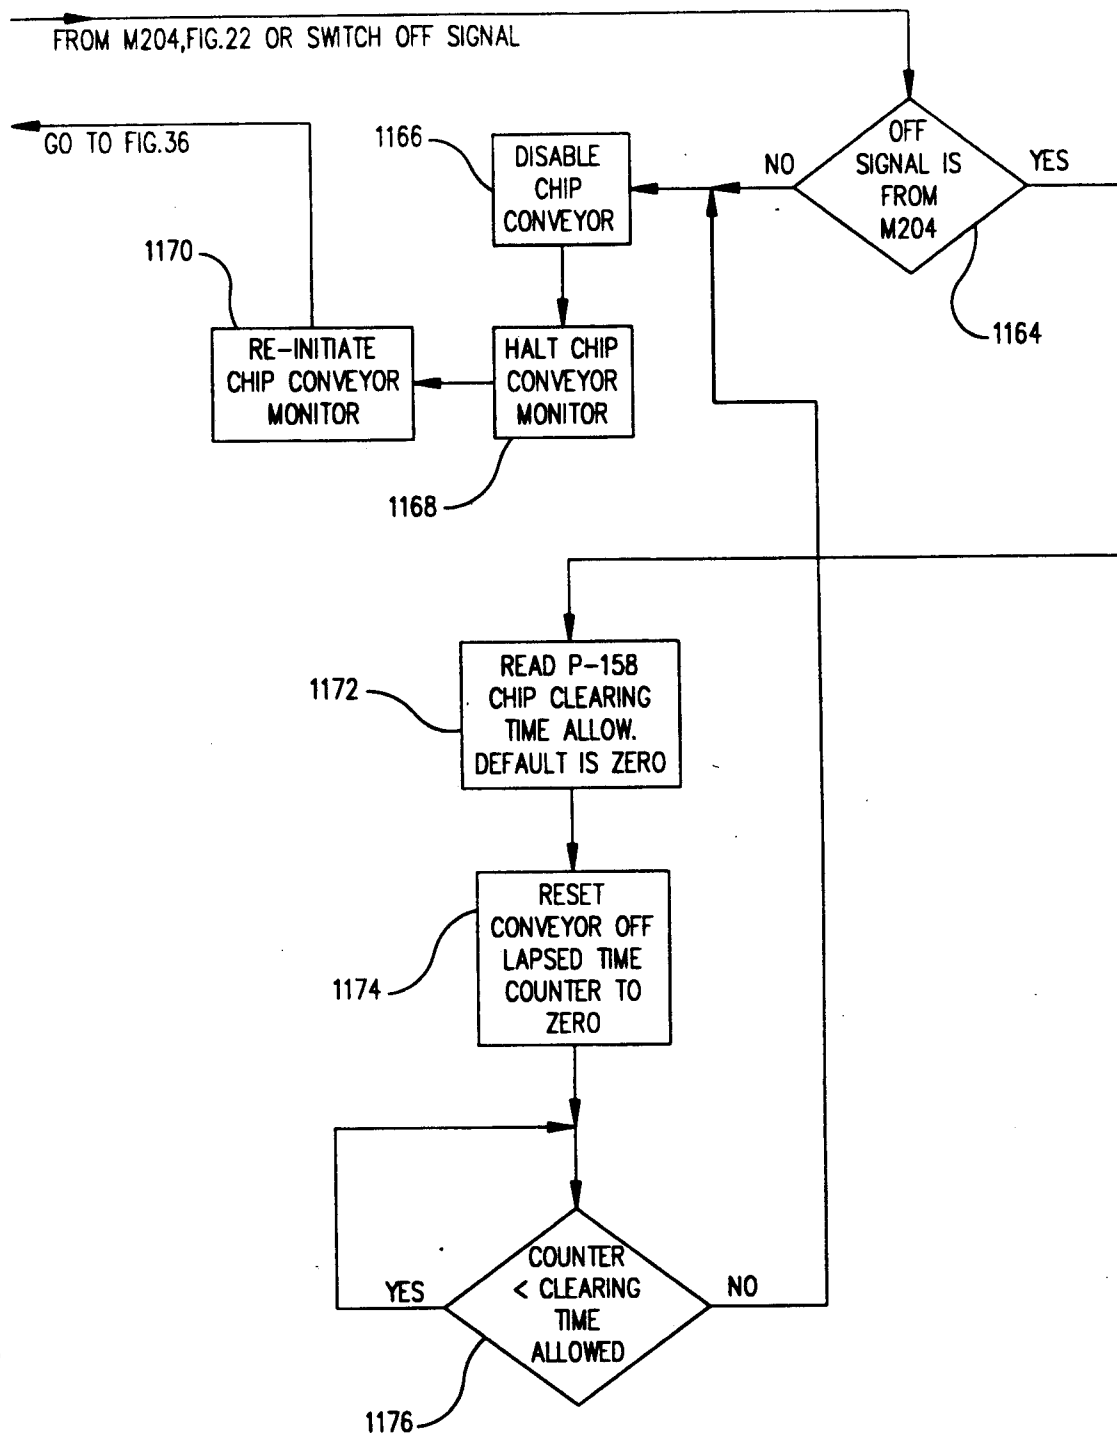 FROM M204,FIG.22 OR SWITCH OFF SIGNAL
GO TO FIG.36
1166
DISABLE
CHIP
CONVEYOR
NO
OFF
SIGNAL IS
FROM
M204
YES
1164
1170
RE-INITIATE
CHIP CONVEYOR
MONITOR
HALT CHIP
CONVEYOR
MONITOR
1168
1172
READ P-158
CHIP CLEARING
TIME ALLOW.
DEFAULT IS ZERO
1174
RESET
CONVEYOR OFF
LAPSED TIME
COUNTER TO
ZERO
YES
COUNTER
< CLEARING
TIME
ALLOWED
NO
1176